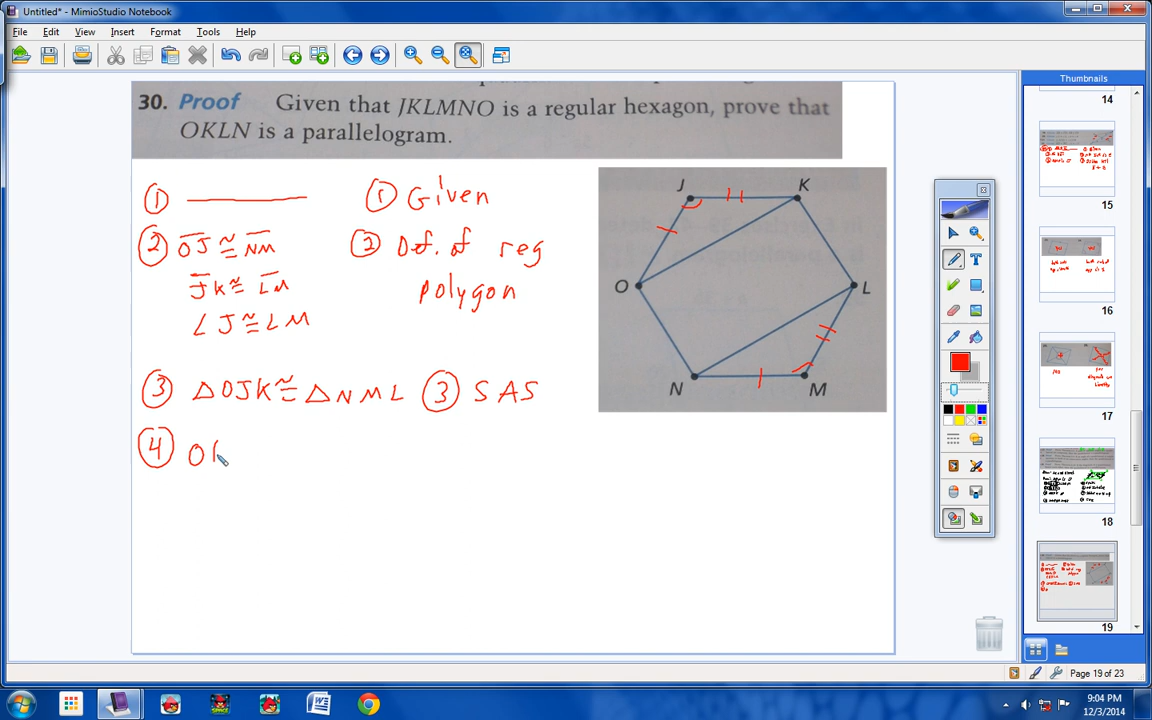 Untitled* - MimioStudio Notebook
File Edit View Insert Format Tools Help
Thumbnails
30. Proof Given that JKLMNO is a regular hexagon, prove that
OKLN is a parallelogram.
① ① Given
② OJ ≅ NM ② Def. of reg
JK ≅ LM polygon
∠J ≅ ∠M
③ △OJK ≅ △NML ③ SAS
④ O
J K
O L
N M
14
15
16
17
18
19
Page 19 of 23
9:04 PM
12/3/2014